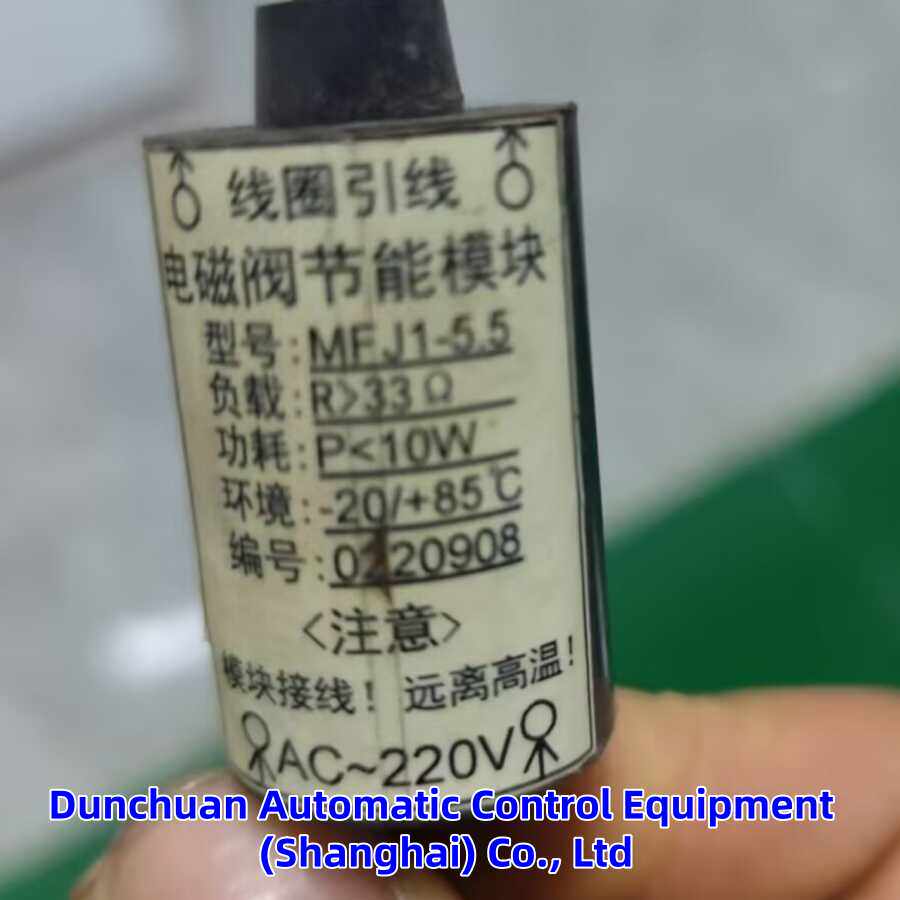 线圈引线
电磁阀节能模块
型号:MFJ1-5.5
负载:R>33Ω
功耗:P<10W
环境:-20/+85℃
编号:0220908
<注意>
模块接线!远离高温!
AC~220V
Dunchuan Automatic Control Equipment
(Shanghai) Co., Ltd